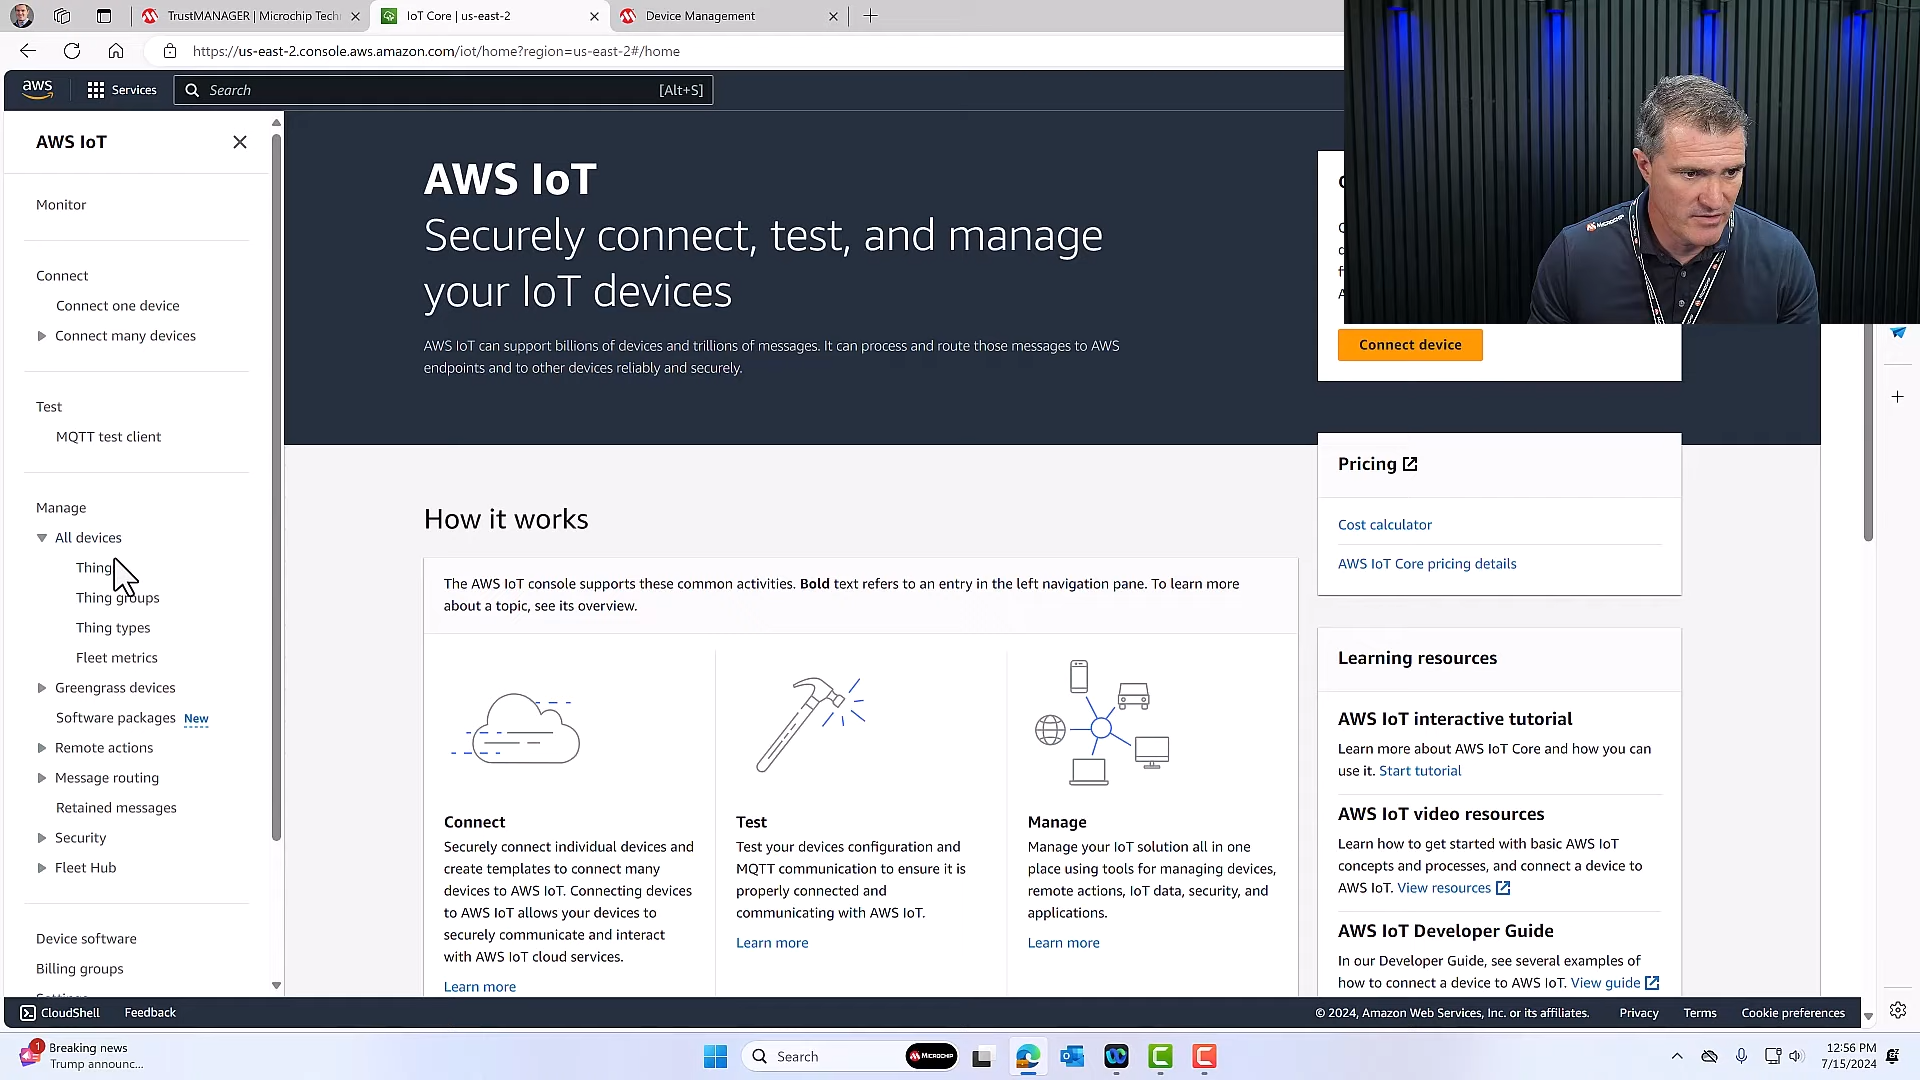 TrustMANAGER | Microchip Techn
IoT Core | us-east-2
Device Management
https://us-east-2.console.aws.amazon.com/iot/home?region=us-east-2#/home
aws
Services
Search
[Alt+S]
AWS IoT
Monitor
Connect
Connect one device
Connect many devices
Test
MQTT test client
Manage
All devices
Thing
Thing groups
Thing types
Fleet metrics
Greengrass devices
Software packages New
Remote actions
Message routing
Retained messages
Security
Fleet Hub
Device software
Billing groups
AWS IoT
Securely connect, test, and manage
your IoT devices
AWS IoT can support billions of devices and trillions of messages. It can process and route those messages to AWS
endpoints and to other devices reliably and securely.
Connect device
MICROCHIP
Pricing
Cost calculator
AWS IoT Core pricing details
How it works
The AWS IoT console supports these common activities. Bold text refers to an entry in the left navigation pane. To learn more
about a topic, see its overview.
Connect
Securely connect individual devices and
create templates to connect many
devices to AWS IoT. Connecting devices
to AWS IoT allows your devices to
securely communicate and interact
with AWS IoT cloud services.
Learn more
Test
Test your devices configuration and
MQTT communication to ensure it is
properly connected and
communicating with AWS IoT.
Learn more
Manage
Manage your IoT solution all in one
place using tools for managing devices,
remote actions, IoT data, security, and
applications.
Learn more
Learning resources
AWS IoT interactive tutorial
Learn more about AWS IoT Core and how you can
use it. Start tutorial
AWS IoT video resources
Learn how to get started with basic AWS IoT
concepts and processes, and connect a device to
AWS IoT. View resources
AWS IoT Developer Guide
In our Developer Guide, see several examples of
how to connect a device to AWS IoT. View guide
CloudShell
Feedback
© 2024, Amazon Web Services, Inc. or its affiliates.
Privacy
Terms
Cookie preferences
1
Breaking news
Trump announc...
Search
MICROCHIP
12:56 PM
7/15/2024